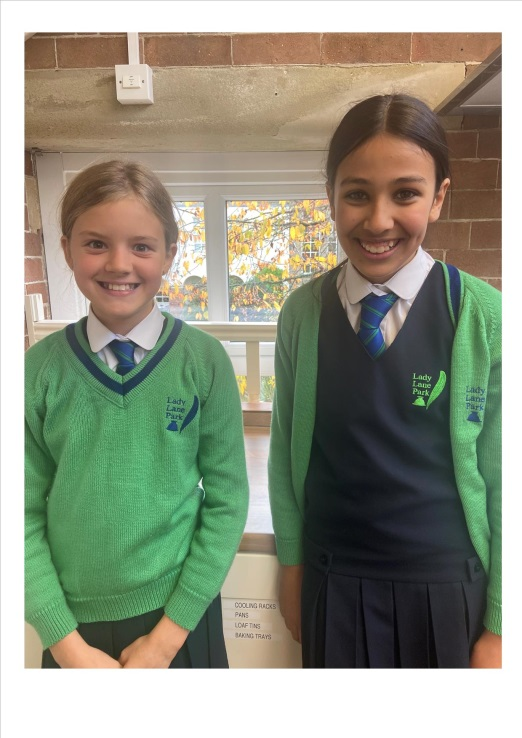 Lady
Lane
Park
Lady
Lane
Park
Lady
Lane
Park
COOLING RACKS
PANS
LOAF TINS
BAKING TRAYS